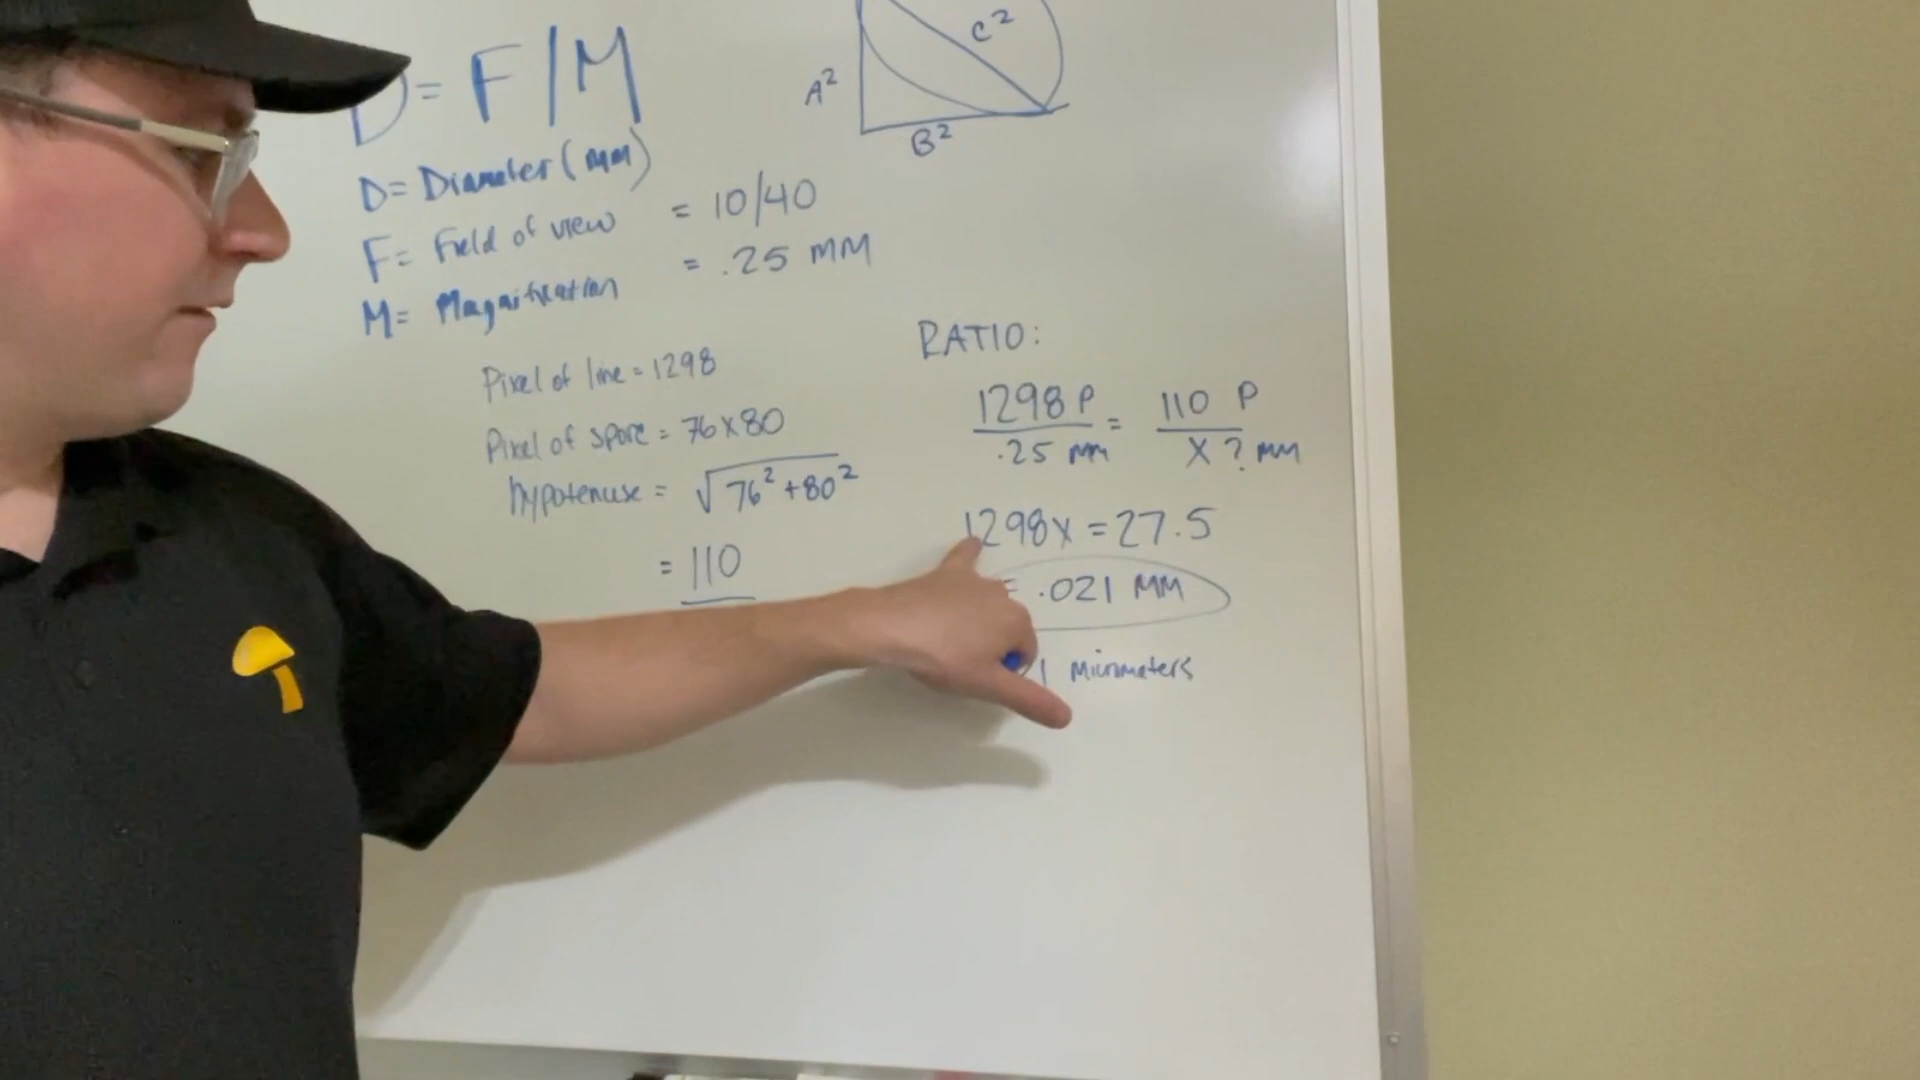 D = F/M
D = Diameter (mm)
F = Field of view
M = Magnification
= 10/40
= .25 MM
A²
B²
C²
Pixel of line = 1298
Pixel of spore = 76x80
hypotenuse = √76²+80²
= 110
RATIO:
1298 P / .25 mm = 110 P / X ? mm
1298x = 27.5
= .021 MM
21 Micrometers